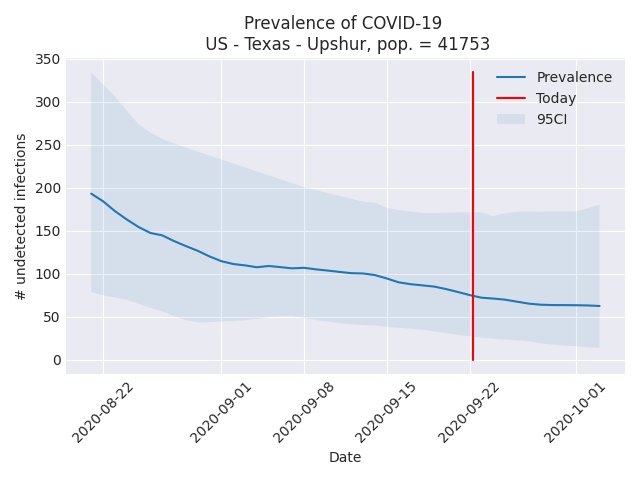 Prevalence of COVID-19
US - Texas - Upshur, pop. = 41753
350
300
250
200
150
100
50
0
# undetected infections
Prevalence
Today
95CI
2020-08-22
2020-09-01
2020-09-08
2020-09-15
2020-09-22
2020-10-01
Date